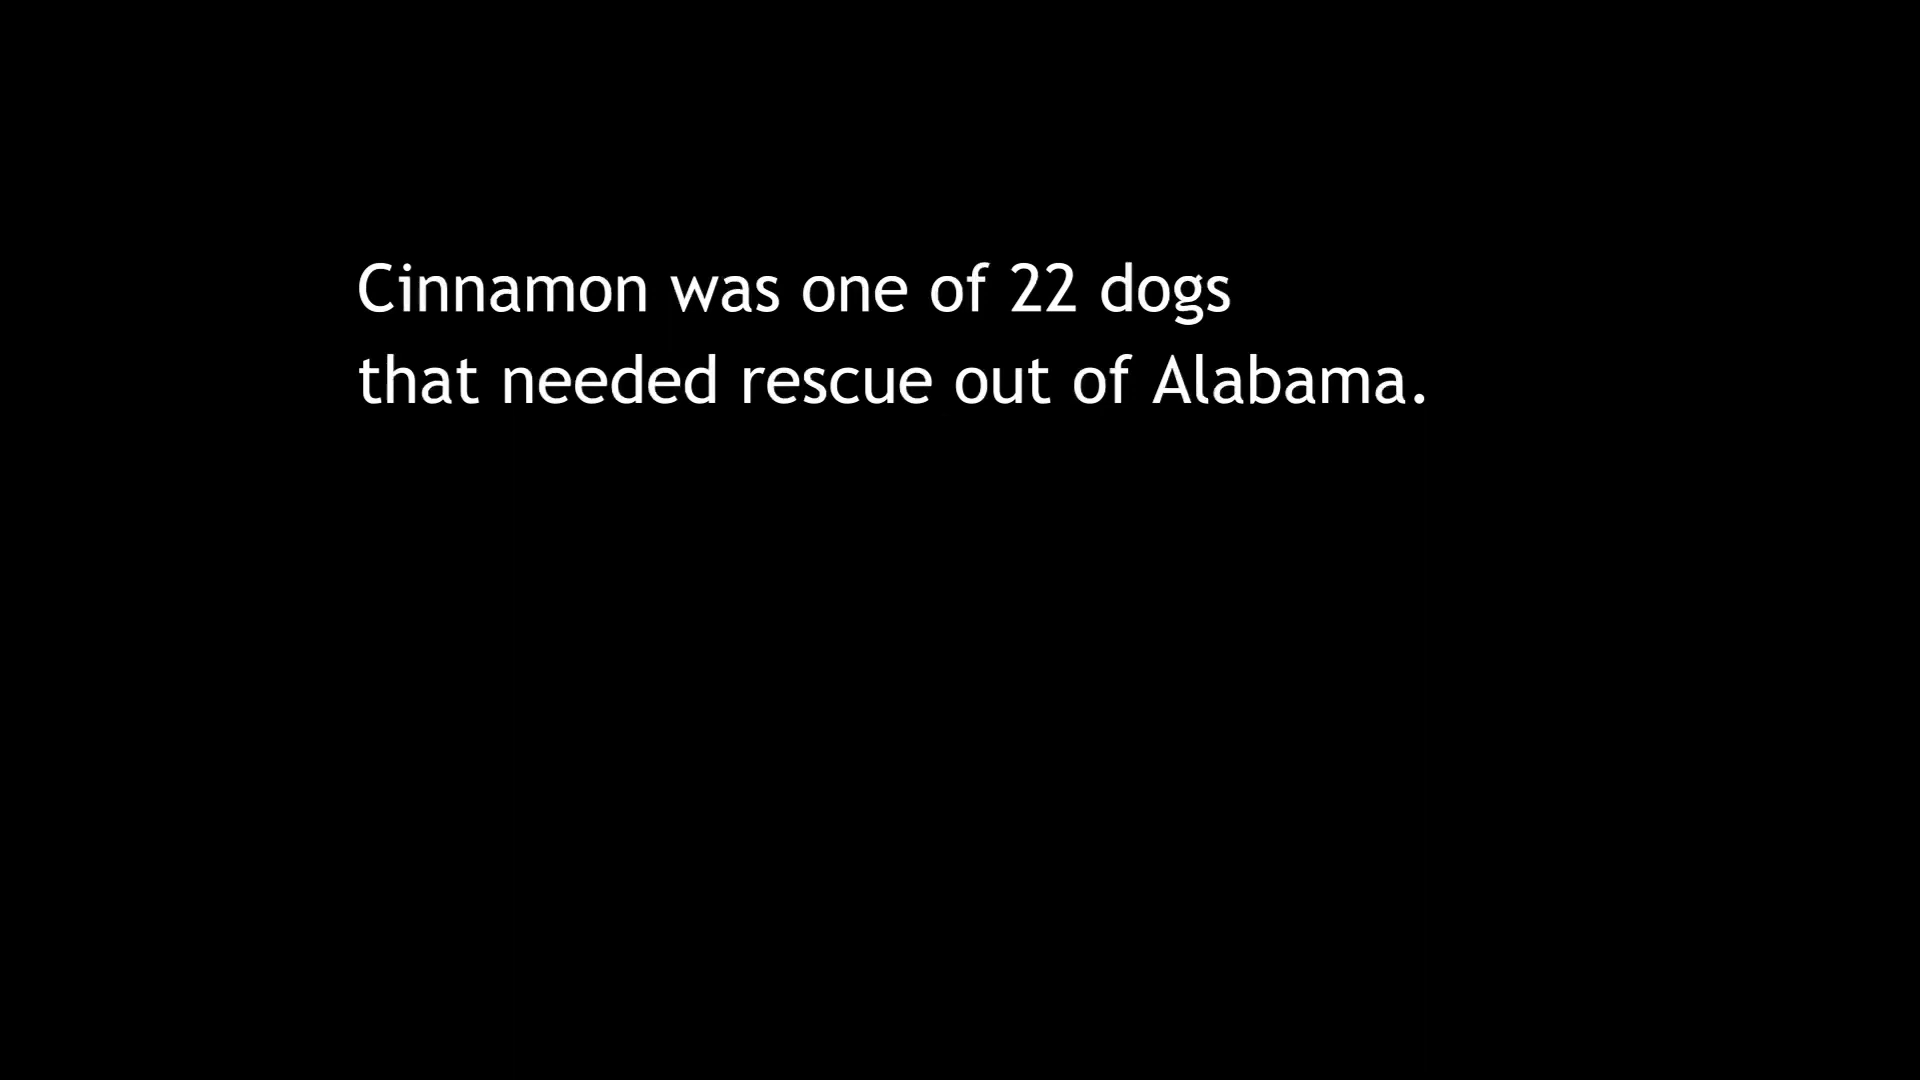 Cinnamon was one of 22 dogs
that needed rescue out of Alabama.